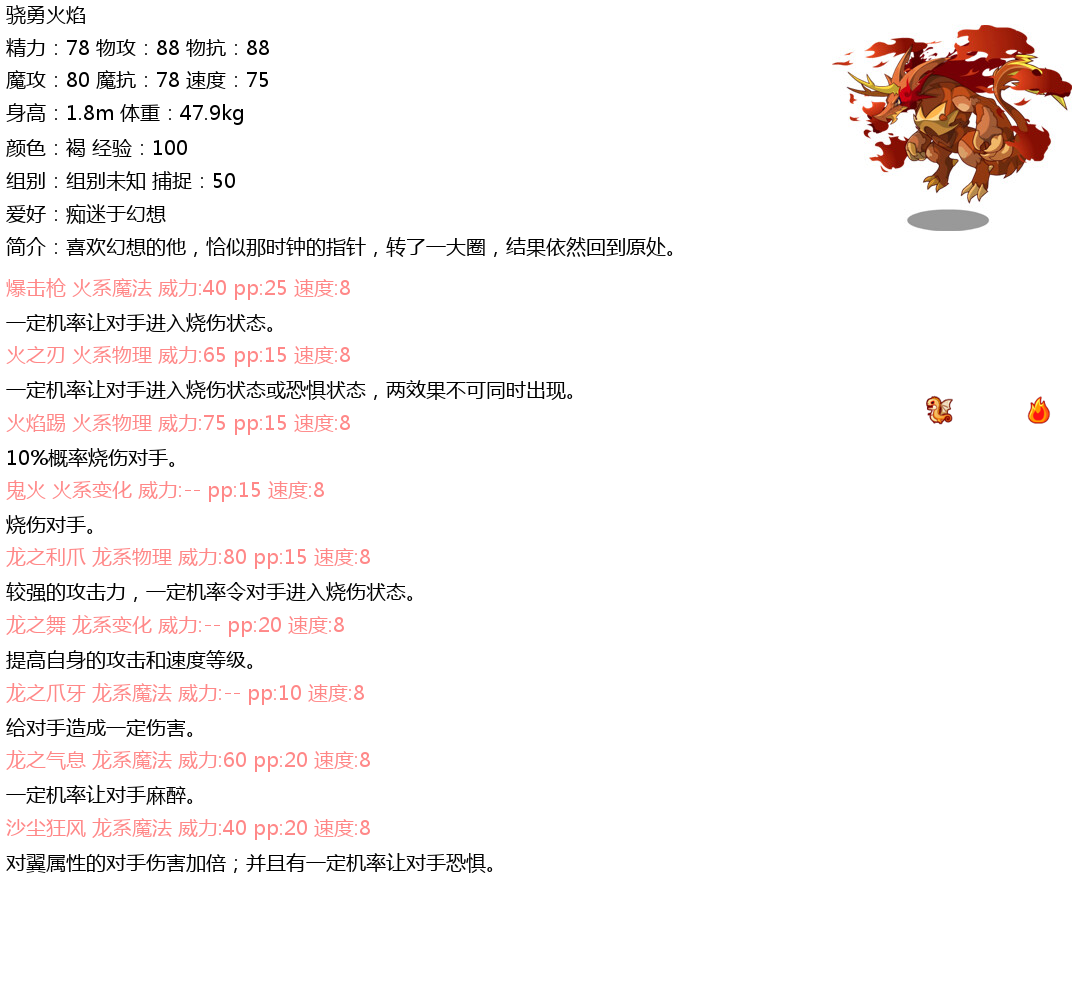 骁勇火焰
精力：78 物攻：88 物抗：88
魔攻：80 魔抗：78 速度：75
身高：1.8m 体重：47.9kg
颜色：褐 经验：100
组别：组别未知 捕捉：50
爱好：痴迷于幻想
简介：喜欢幻想的他，恰似那时钟的指针，转了一大圈，结果依然回到原处。
爆击枪 火系魔法 威力:40 pp:25 速度:8
一定机率让对手进入烧伤状态。
火之刃 火系物理 威力:65 pp:15 速度:8
一定机率让对手进入烧伤状态或恐惧状态，两效果不可同时出现。
火焰踢 火系物理 威力:75 pp:15 速度:8
10%概率烧伤对手。
鬼火 火系变化 威力:-- pp:15 速度:8
烧伤对手。
龙之利爪 龙系物理 威力:80 pp:15 速度:8
较强的攻击力，一定机率令对手进入烧伤状态。
龙之舞 龙系变化 威力:-- pp:20 速度:8
提高自身的攻击和速度等级。
龙之爪牙 龙系魔法 威力:-- pp:10 速度:8
给对手造成一定伤害。
龙之气息 龙系魔法 威力:60 pp:20 速度:8
一定机率让对手麻醉。
沙尘狂风 龙系魔法 威力:40 pp:20 速度:8
对翼属性的对手伤害加倍；并且有一定机率让对手恐惧。